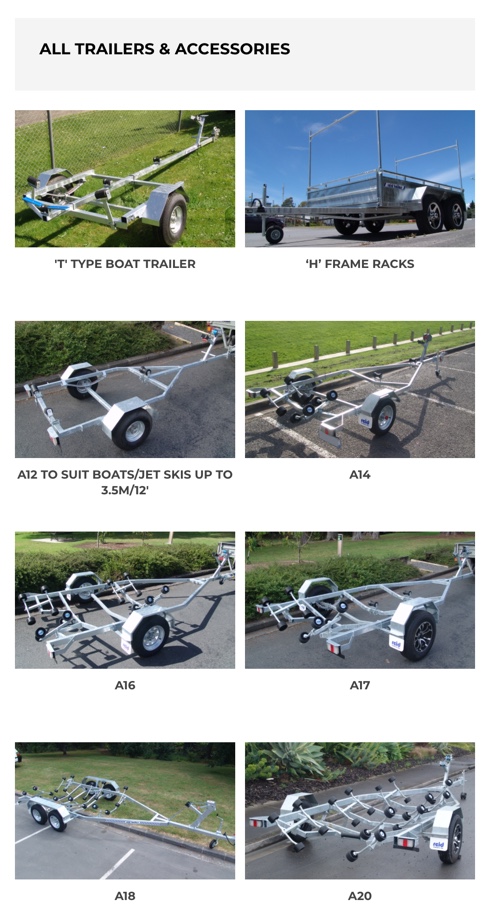 ALL TRAILERS & ACCESSORIES
'T' TYPE BOAT TRAILER
‘H’ FRAME RACKS
A12 TO SUIT BOATS/JET SKIS UP TO
3.5M/12'
A14
A16
A17
A18
A20